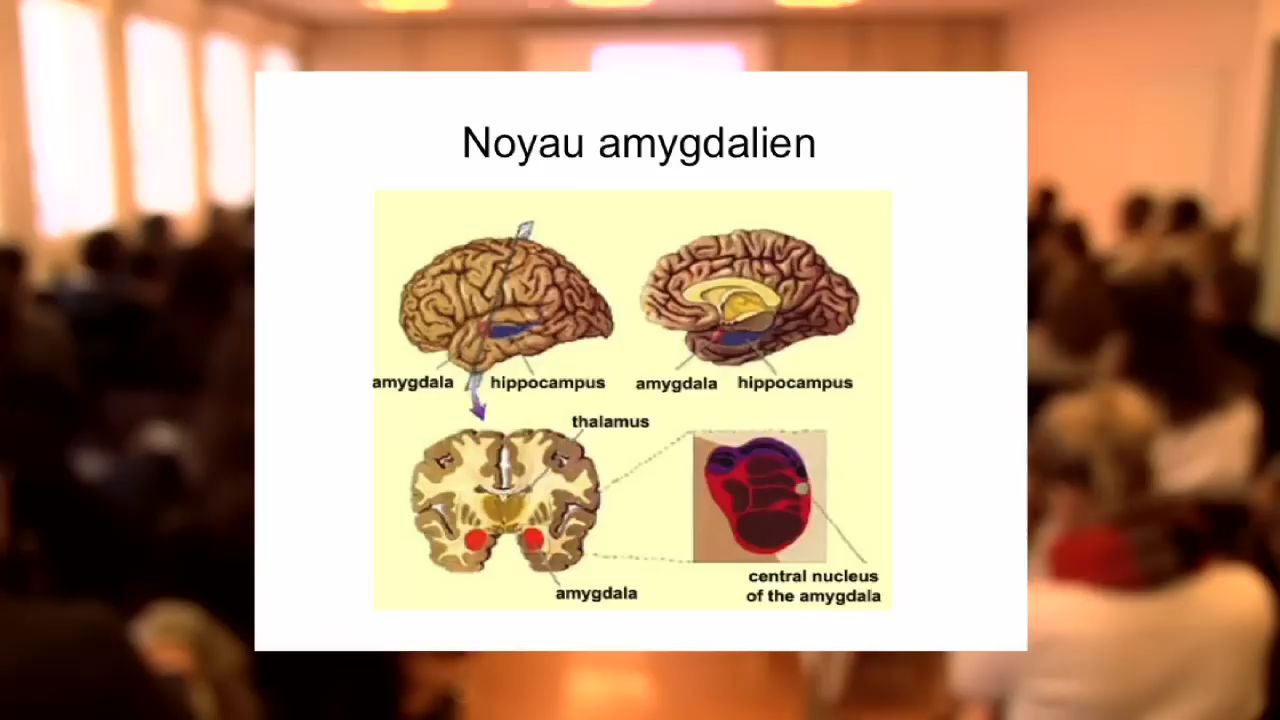 Noyau amygdalien
amygdala
hippocampus
amygdala
hippocampus
thalamus
amygdala
central nucleus
of the amygdala